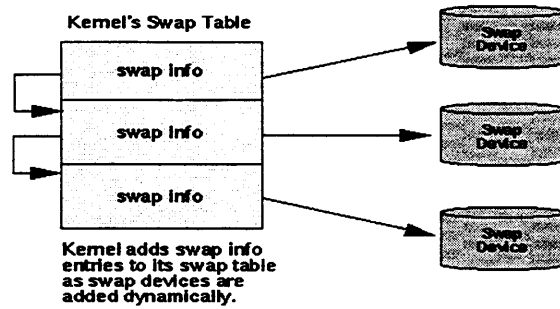 Kernel's Swap Table
swap info
swap info
swap info
Swap
Device
Swap
Device
Swap
Device
Kernel adds swap info
entries to its swap table
as swap devices are
added dynamically.